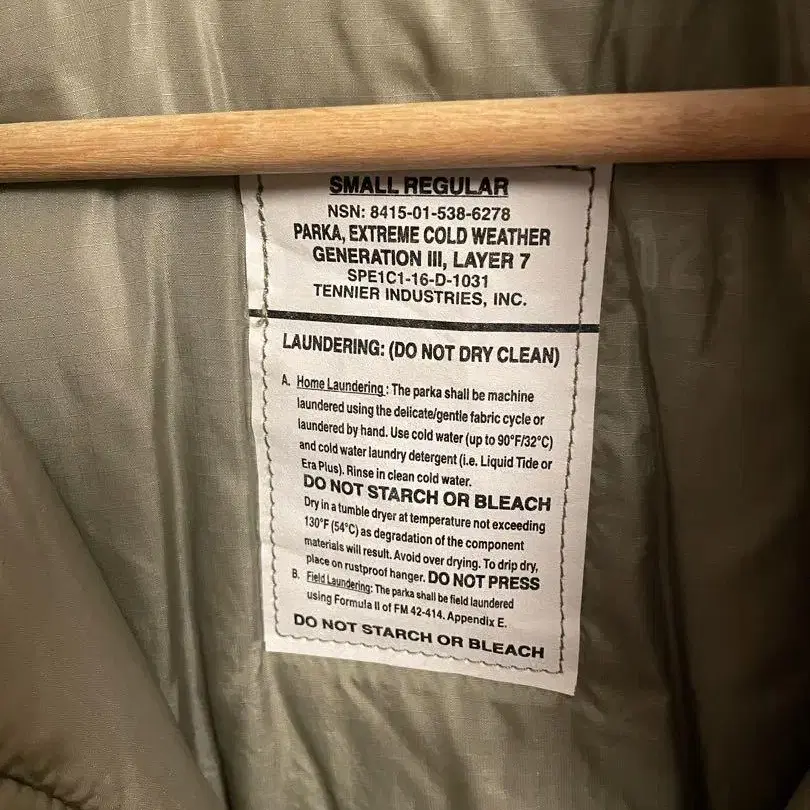 SMALL REGULAR
NSN: 8415-01-538-6278
PARKA, EXTREME COLD WEATHER
GENERATION III, LAYER 7
SPE1C1-16-D-1031
TENNIER INDUSTRIES, INC.
LAUNDERING: (DO NOT DRY CLEAN)
A. Home Laundering: The parka shall be machine
laundered using the delicate/gentle fabric cycle or
laundered by hand. Use cold water (up to 90°F/32°C)
and cold water laundry detergent (i.e. Liquid Tide or
Era Plus). Rinse in clean cold water.
DO NOT STARCH OR BLEACH
Dry in a tumble dryer at temperature not exceeding
130°F (54°C) as degradation of the component
materials will result. Avoid over drying. To drip dry,
place on rustproof hanger. DO NOT PRESS
B. Field Laundering: The parka shall be field laundered
using Formula II of FM 42-414. Appendix E.
DO NOT STARCH OR BLEACH